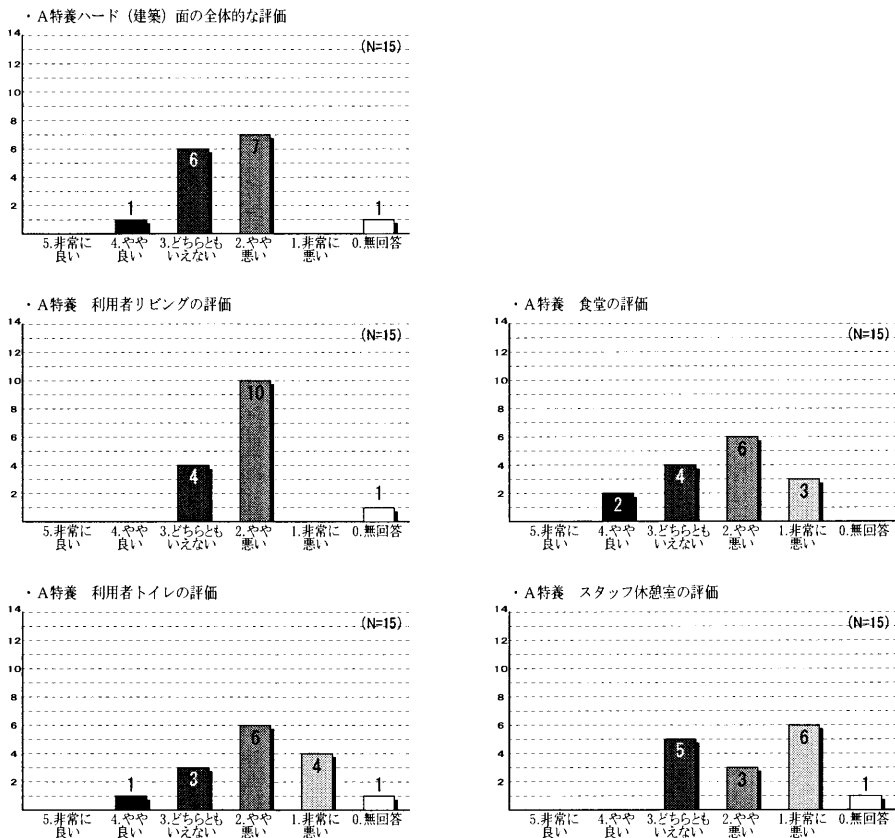 ・A特養ハード（建築）面の全体的な評価
(N=15)
14
12
10
8
6
4
2
1
6
7
1
5.非常に良い
4.やや良い
3.どちらともいえない
2.やや悪い
1.非常に悪い
0.無回答
・A特養 利用者リビングの評価
(N=15)
14
12
10
8
6
4
2
4
10
1
5.非常に良い
4.やや良い
3.どちらともいえない
2.やや悪い
1.非常に悪い
0.無回答
・A特養 食堂の評価
(N=15)
14
12
10
8
6
4
2
2
4
6
3
5.非常に良い
4.やや良い
3.どちらともいえない
2.やや悪い
1.非常に悪い
0.無回答
・A特養 利用者トイレの評価
(N=15)
14
12
10
8
6
4
2
1
3
6
4
1
5.非常に良い
4.やや良い
3.どちらともいえない
2.やや悪い
1.非常に悪い
0.無回答
・A特養 スタッフ休憩室の評価
(N=15)
14
12
10
8
6
4
2
5
3
6
1
5.非常に良い
4.やや良い
3.どちらともいえない
2.やや悪い
1.非常に悪い
0.無回答